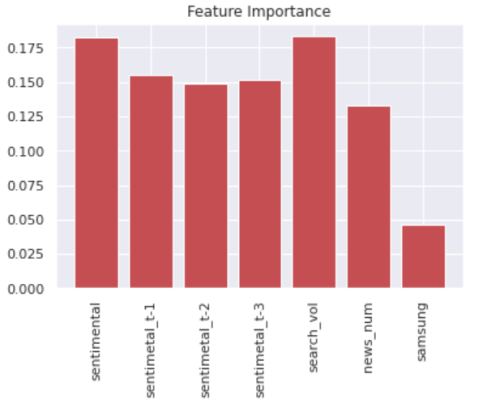 Feature Importance
0.175
0.150
0.125
0.100
0.075
0.050
0.025
0.000
sentimental
sentimetal_t-1
sentimetal_t-2
sentimetal_t-3
search_vol
news_num
samsung